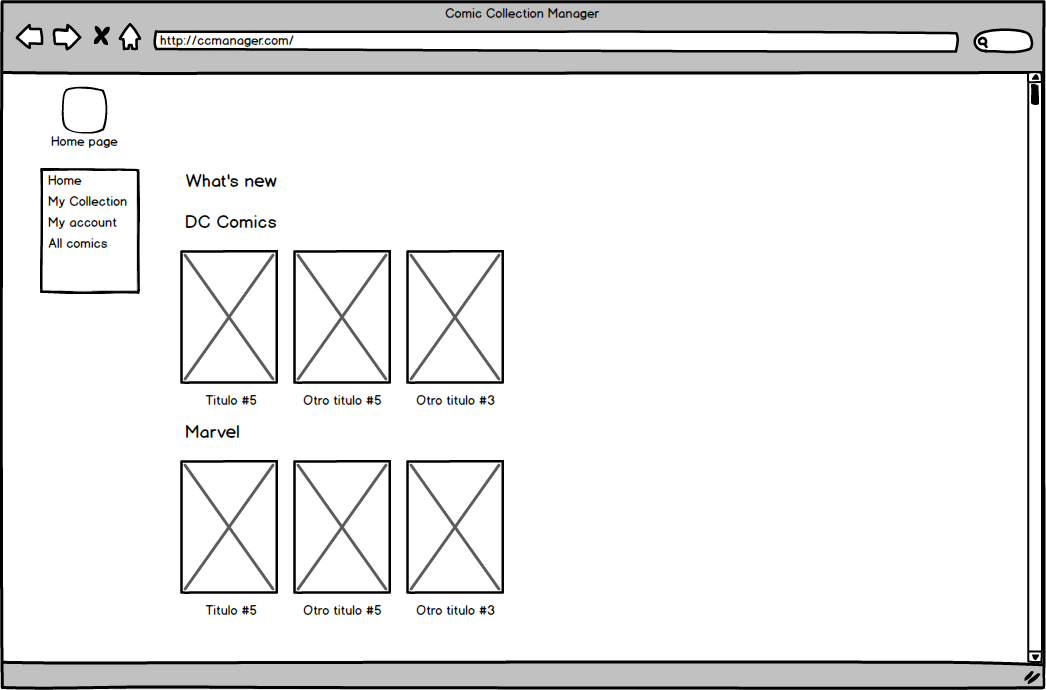 Comic Collection Manager
http://ccmanager.com/
Home page
Home
My Collection
My account
All comics
What's new
DC Comics
Titulo #5
Otro titulo #5
Otro titulo #3
Marvel
Titulo #5
Otro titulo #5
Otro titulo #3